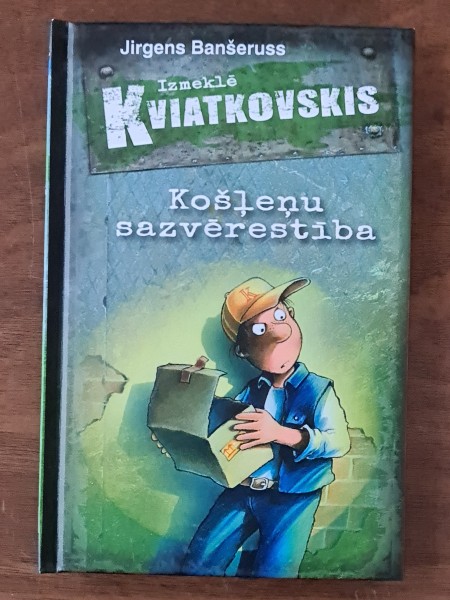 Jirgens Banšeruss
Izmeklē
KVIATKOVSKIS
Košļeņu
sazvērestība
K